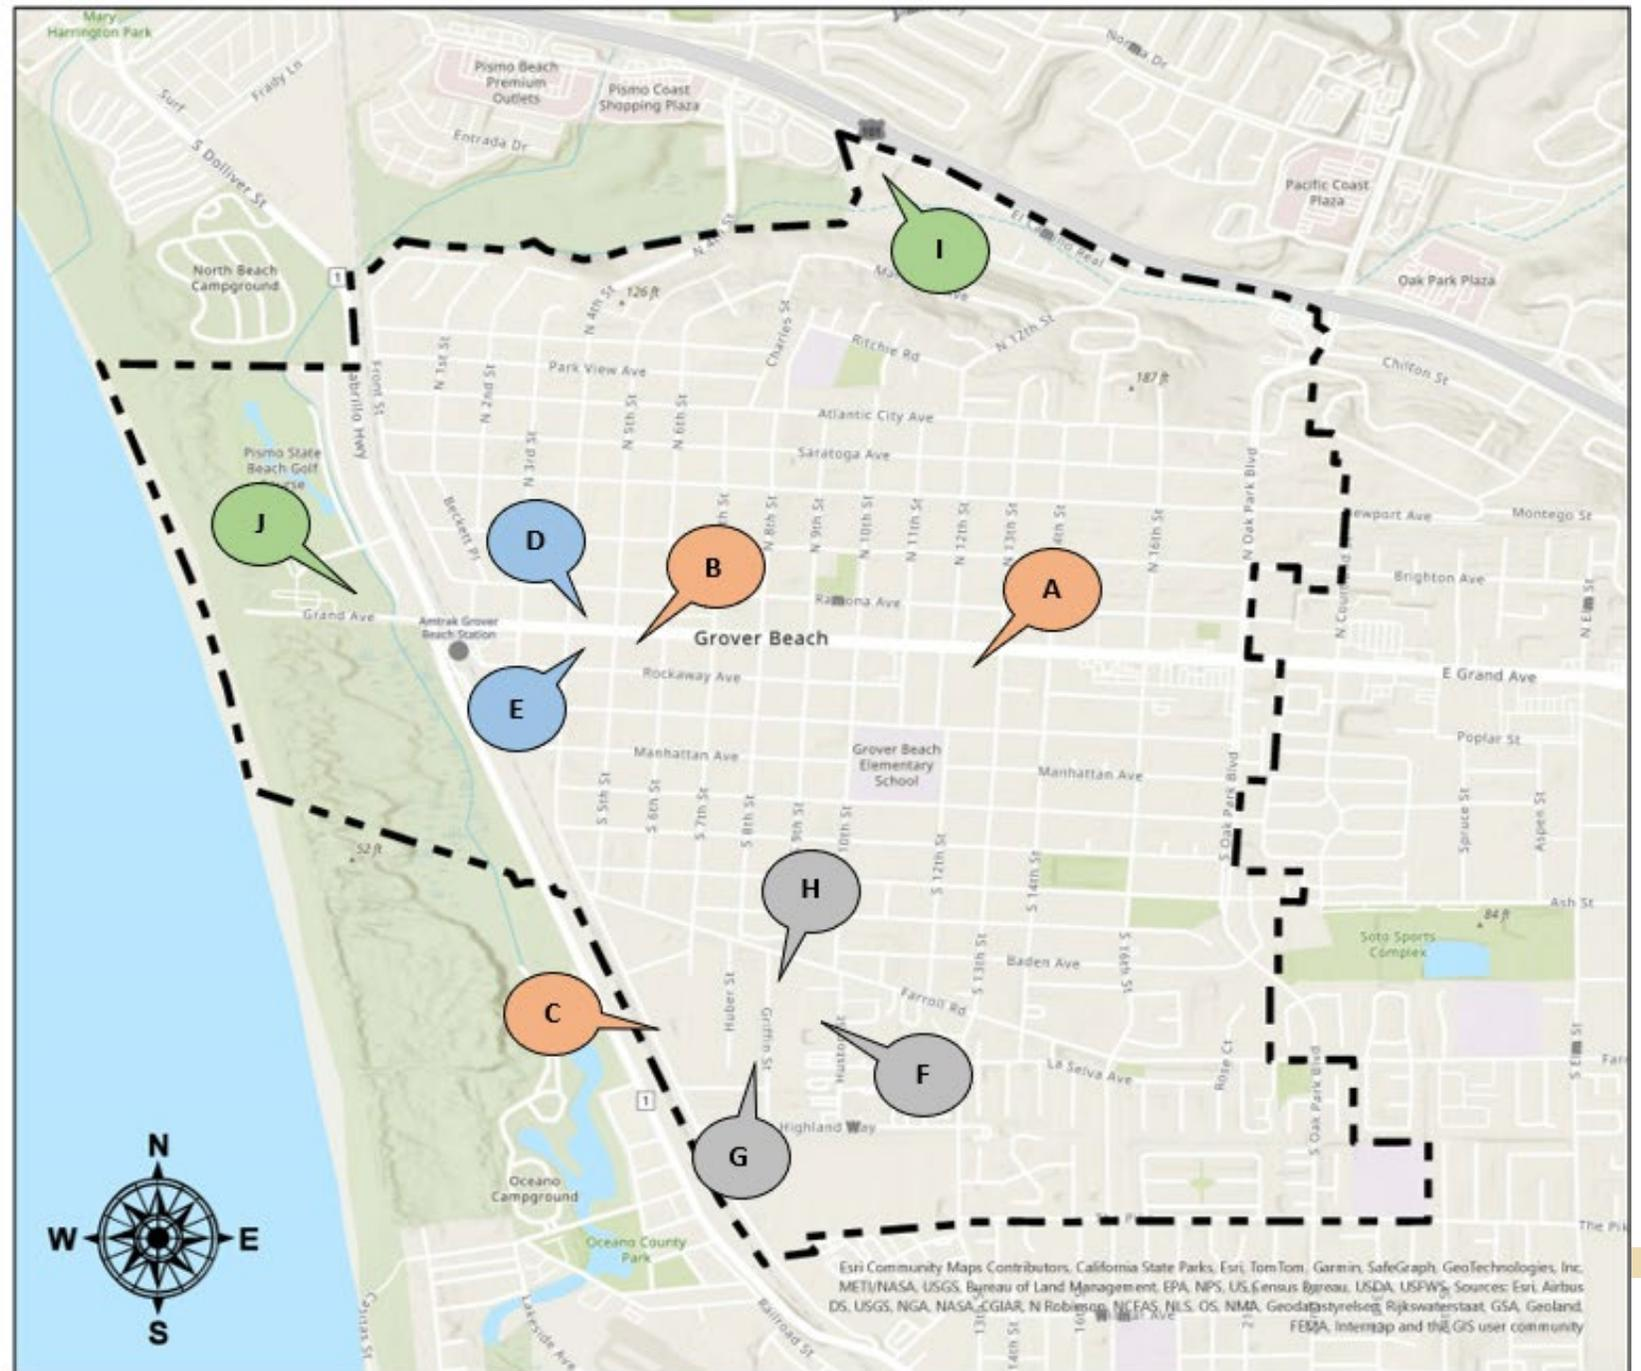 Mary
Harrington Park
Frady Ln
Surf
S Dolliver St
Pismo Beach
Premium
Outlets
Pismo Coast
Shopping Plaza
Entrada Dr
Norma Dr
101
Pacific Coast
Plaza
Oak Park Plaza
North Beach
Campground
1
N 4th St
El Camino Real
I
N 4th St
126 ft
Charles St
Ritchie Rd
N 12th St
187 ft
Chilton St
N 1st St
N 2nd St
Park View Ave
Front St
N 3rd St
N 5th St
N 6th St
Atlantic City Ave
Saratoga Ave
N Oak Park Blvd
Pismo State
Beach Golf
J
Beckett Pl
D
B
N 8th St
N 9th St
N 10th St
N 11th St
N 12th St
N 13th St
N 16th St
A
Montego St
Brighton Ave
Ramona Ave
Grand Ave
Amtrak Grover
Beach Station
Grover Beach
Rockaway Ave
E
E Grand Ave
Poplar St
Manhattan Ave
Grover Beach
Elementary
School
Manhattan Ave
S 5th St
S 6th St
S 7th St
S 8th St
S Oak Park Blvd
Spruce St
Aspen St
52 ft
S 12th St
S 14th St
H
Ash St
84 ft
Soto Sports
Complex
S 13th St
Baden Ave
S 16th St
C
Huber St
Griffin St
Farroll Rd
La Selva Ave
Rose Ct
S Elm St
F
1
G
Highland Way
S Oak Park Blvd
Oceano
Campground
Oceano County
Park
N
W
E
S
Lakeside Ave
Railroad St
Esri Community Maps Contributors, California State Parks, Esri, TomTom, Garmin, SafeGraph, GeoTechnologies, Inc,
METI/NASA, USGS, Bureau of Land Management, EPA, NPS, US Census Bureau, USDA, USFWS, Sources: Esri, Airbus
DS, USGS, NGA, NASA, CGIAR, N Robinson, NCEAS, NLS, OS, NMA, Geodatastyrelsen, Rijkswaterstaat, GSA, Geoland,
FEMA, Intermap and the GIS user community